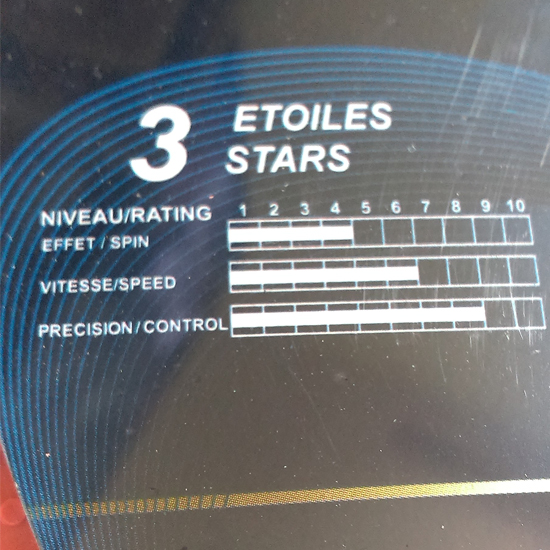 3 ETOILES
STARS
NIVEAU/RATING 1 2 3 4 5 6 7 8 9 10
EFFET / SPIN
VITESSE/SPEED
PRECISION/CONTROL